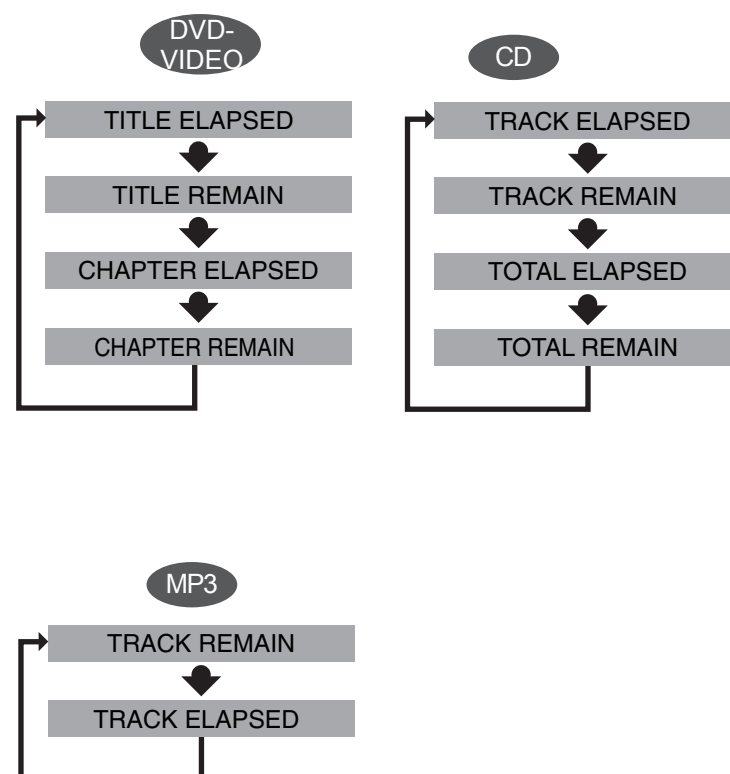 DVD-
VIDEO
TITLE ELAPSED
TITLE REMAIN
CHAPTER ELAPSED
CHAPTER REMAIN
CD
TRACK ELAPSED
TRACK REMAIN
TOTAL ELAPSED
TOTAL REMAIN
MP3
TRACK REMAIN
TRACK ELAPSED